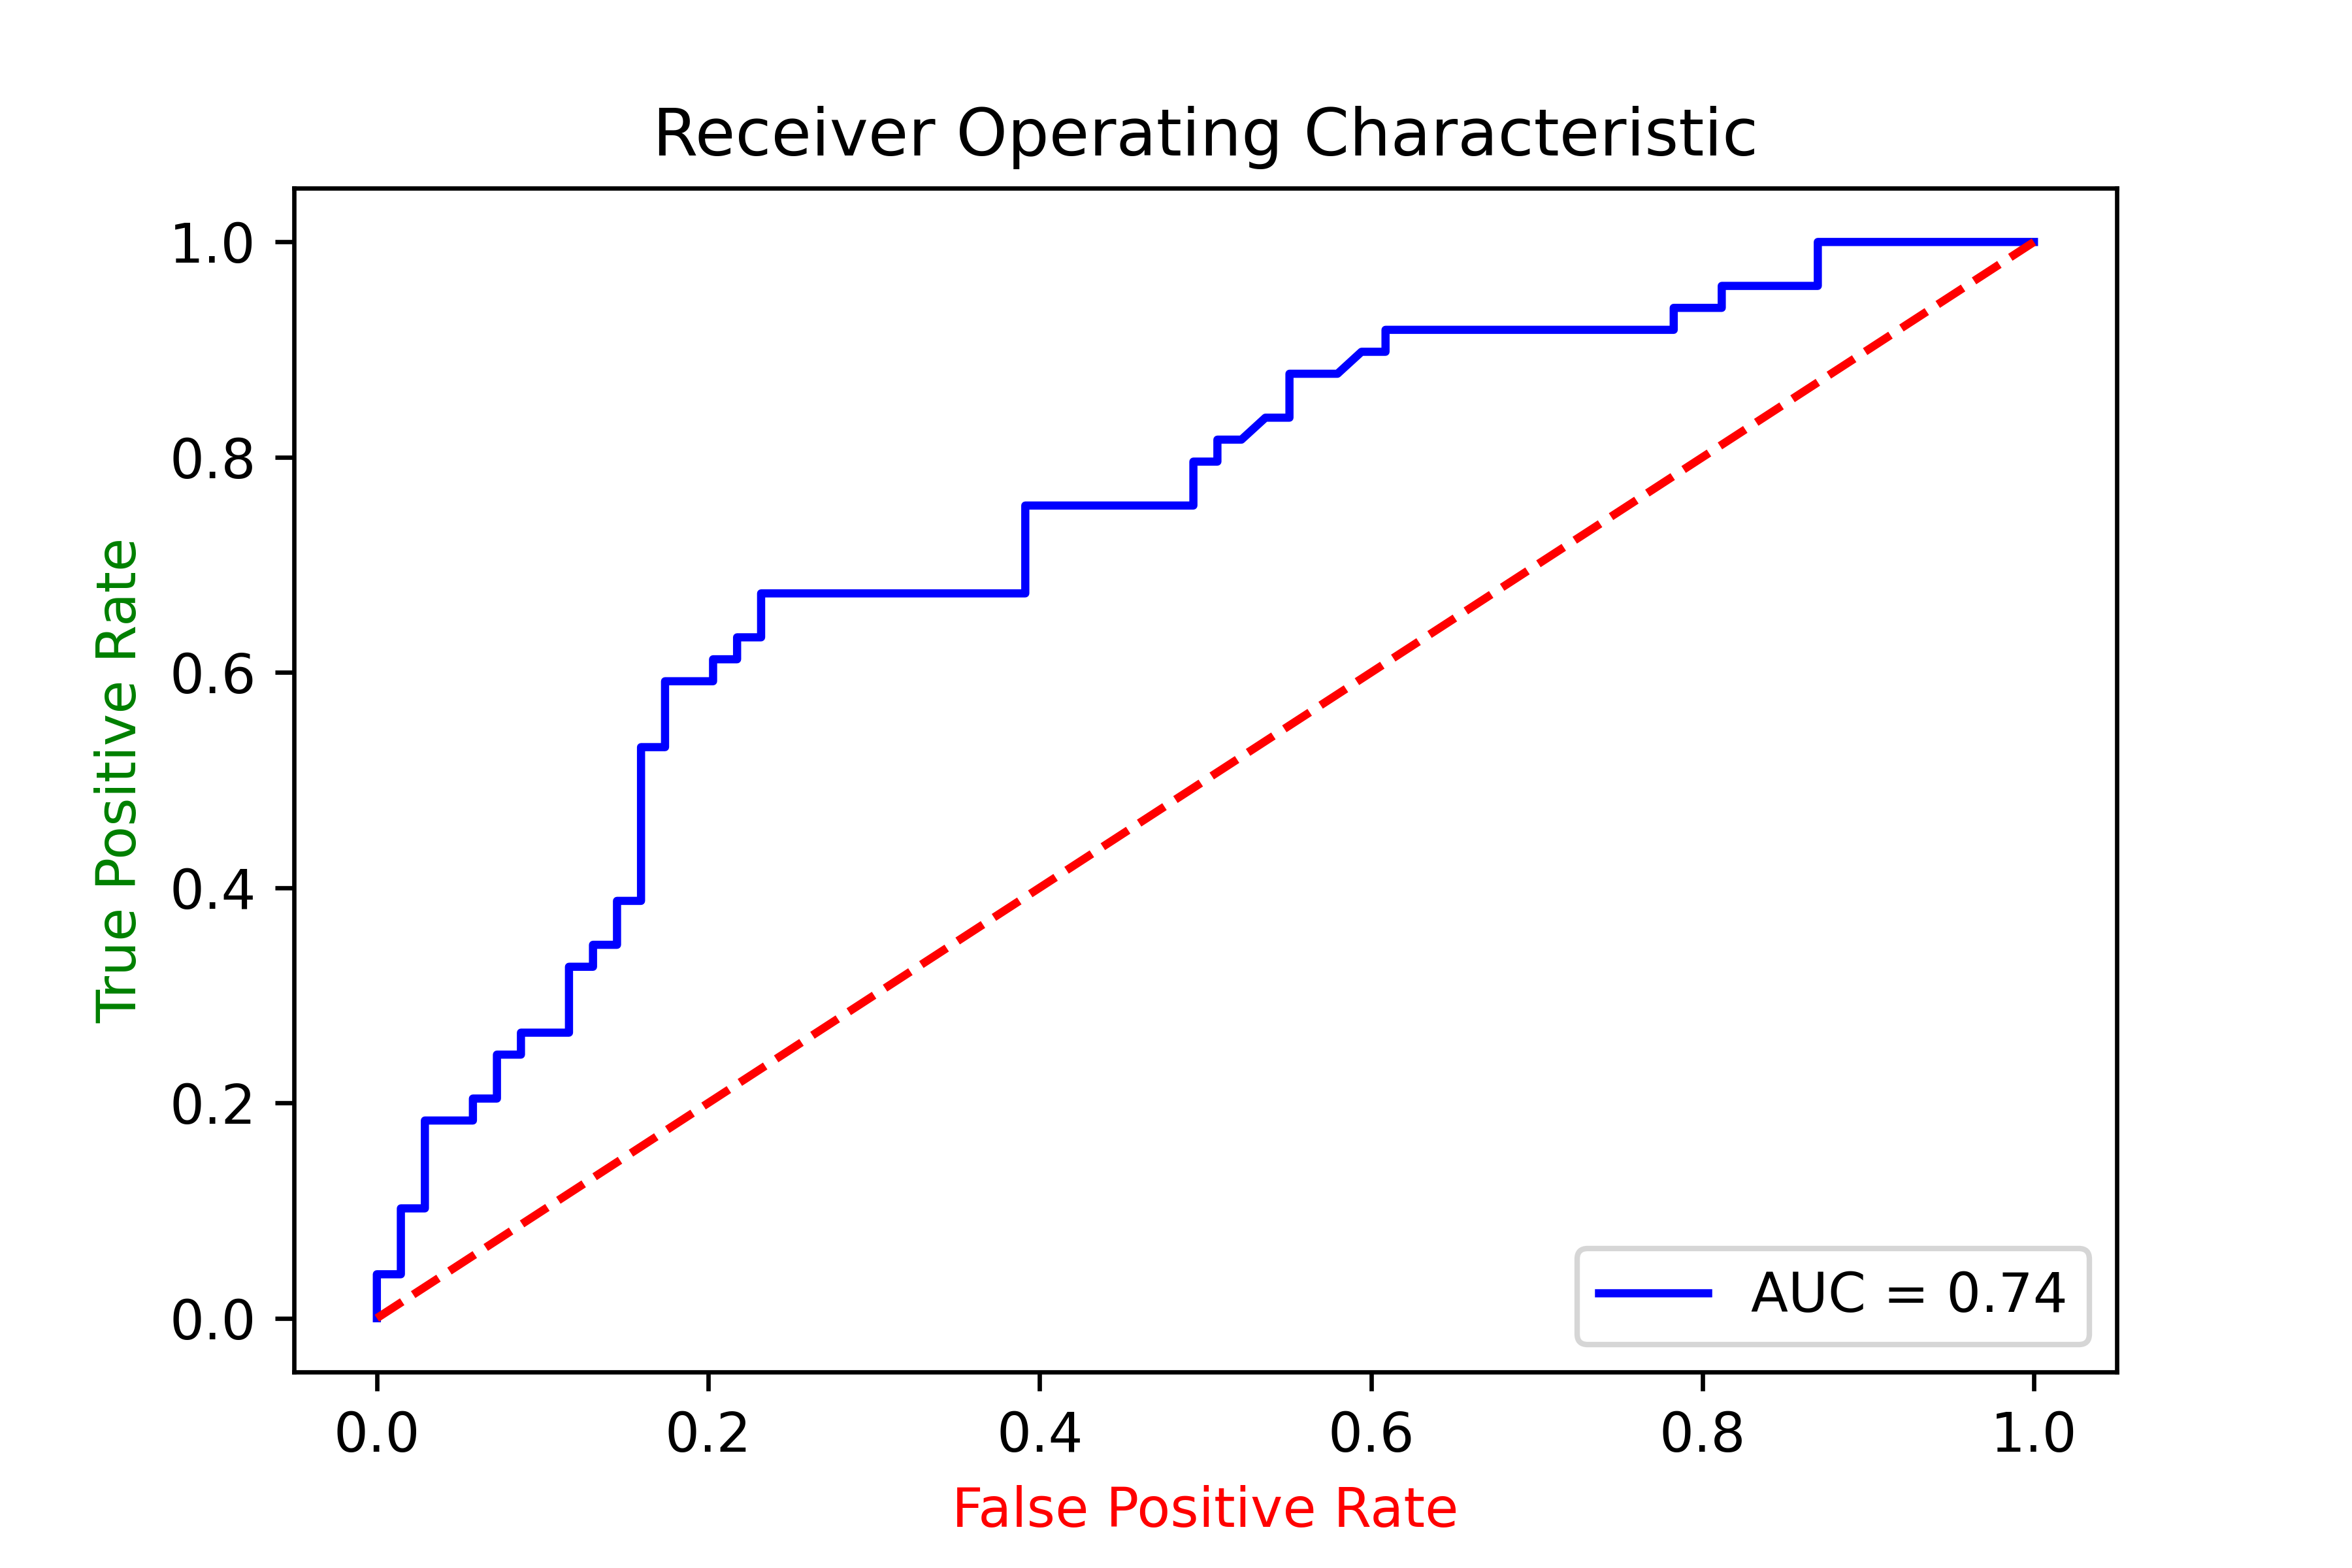 Receiver Operating Characteristic
1.0
0.8
0.6
0.4
0.2
0.0
True Positive Rate
AUC = 0.74
0.0 0.2 0.4 0.6 0.8 1.0
False Positive Rate